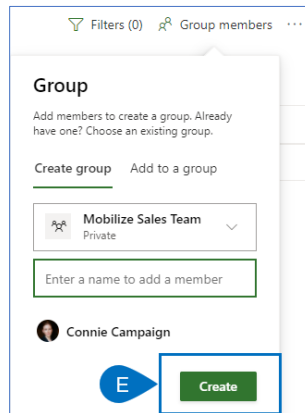 Filters (0) Group members ...
Group
Add members to create a group. Already
have one? Choose an existing group.
Create group Add to a group
Mobilize Sales Team
Private
Enter a name to add a member
Connie Campaign
E Create